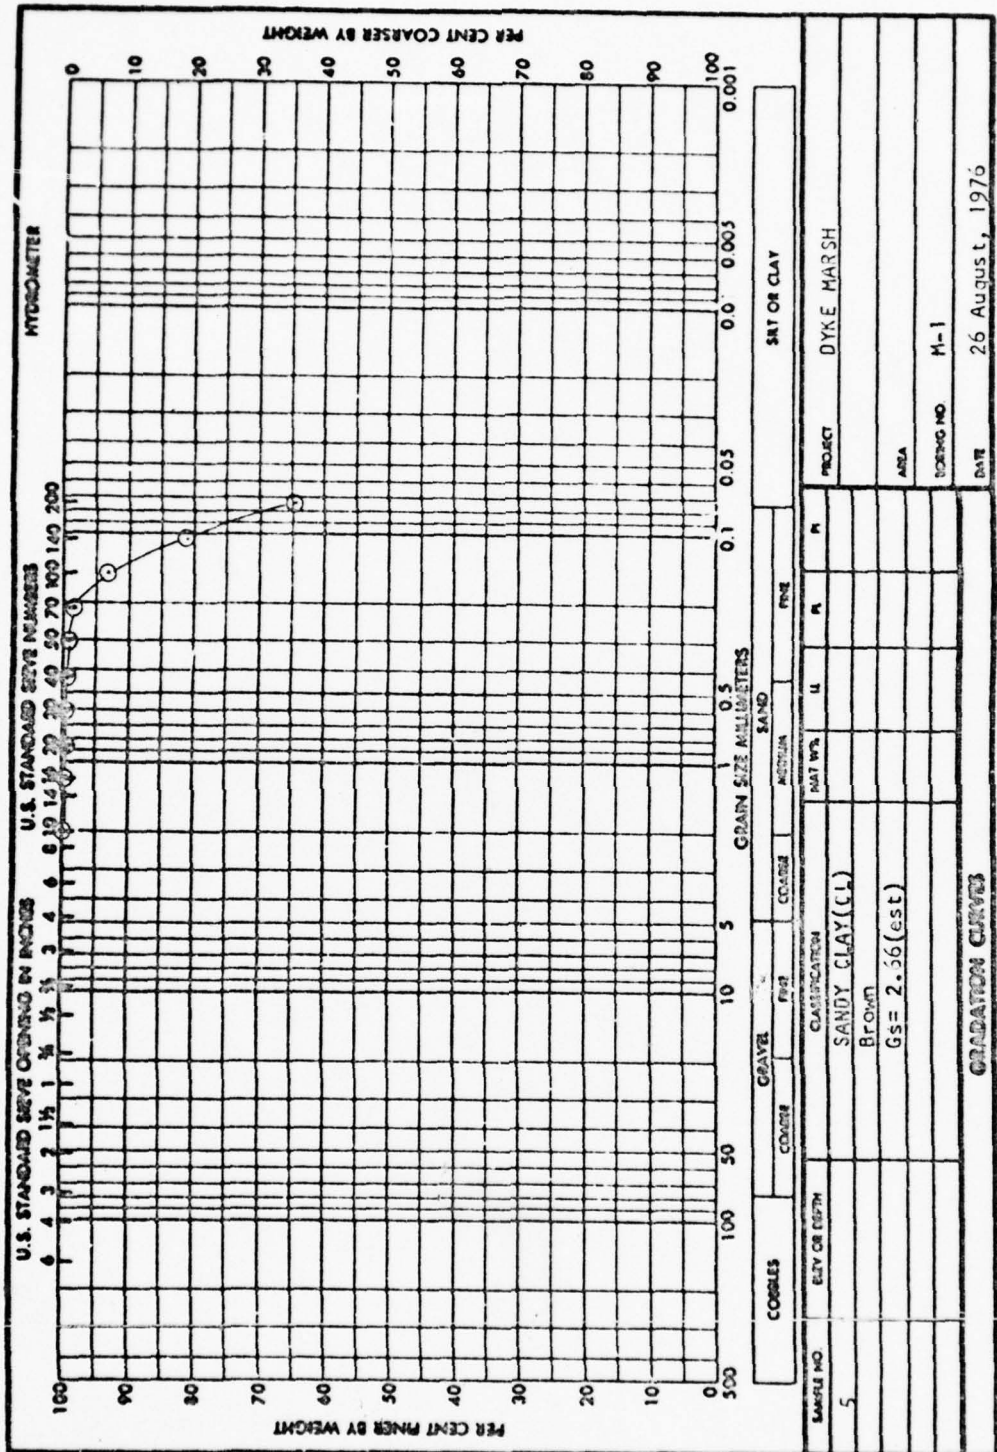 U.S. STANDARD SIEVE OPENING IN INCHES U.S. STANDARD SIEVE NUMBERS HYDROMETER
6 4 3 2 1½ 1 ¾ ½ ⅜ 3 4 6 8 10 14 16 20 30 40 50 70 100 140 200
PER CENT FINER BY WEIGHT
100
90
80
70
60
50
40
30
20
10
0
PER CENT COARSER BY WEIGHT
0
10
20
30
40
50
60
70
80
90
100
500 100 50 10 5 1 0.5 0.1 0.05 0.0 0.005 0.001
GRAIN SIZE MILLIMETERS
COBBLES GRAVEL SAND SILT OR CLAY
COARSE FINE COARSE MEDIUM FINE
SAMPLE NO. ELEV OR DEPTH CLASSIFICATION NAT W% LL PL PI
5 SANDY CLAY(CL)
Brown
Gs= 2.66(est)
PROJECT DYKE MARSH
AREA
BORING NO. M-1
DATE 26 August, 1976
GRADATION CURVES